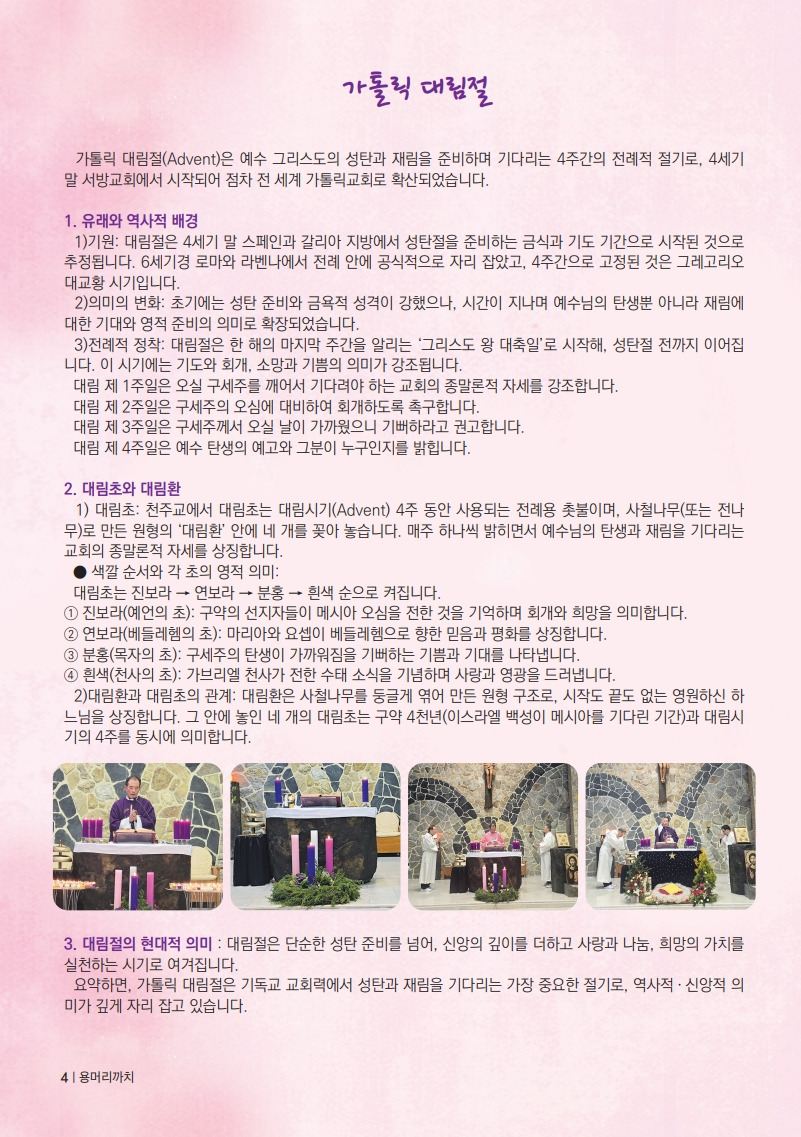 가톨릭 대림절
가톨릭 대림절(Advent)은 예수 그리스도의 성탄과 재림을 준비하며 기다리는 4주간의 전례적 절기로, 4세기
말 서방교회에서 시작되어 점차 전 세계 가톨릭교회로 확산되었습니다.
1. 유래와 역사적 배경
1)기원: 대림절은 4세기 말 스페인과 갈리아 지방에서 성탄절을 준비하는 금식과 기도 기간으로 시작된 것으로
추정됩니다. 6세기경 로마와 라벤나에서 전례 안에 공식적으로 자리 잡았고, 4주간으로 고정된 것은 그레고리오
대교황 시기입니다.
2)의미의 변화: 초기에는 성탄 준비와 금욕적 성격이 강했으나, 시간이 지나며 예수님의 탄생뿐 아니라 재림에
대한 기대와 영적 준비의 의미로 확장되었습니다.
3)전례적 정착: 대림절은 한 해의 마지막 주간을 알리는 ‘그리스도 왕 대축일’로 시작해, 성탄절 전까지 이어집
니다. 이 시기에는 기도와 회개, 소망과 기쁨의 의미가 강조됩니다.
대림 제 1주일은 오실 구세주를 깨어서 기다려야 하는 교회의 종말론적 자세를 강조합니다.
대림 제 2주일은 구세주의 오심에 대비하여 회개하도록 촉구합니다.
대림 제 3주일은 구세주께서 오실 날이 가까웠으니 기뻐하라고 권고합니다.
대림 제 4주일은 예수 탄생의 예고와 그분이 누구인지를 밝힙니다.
2. 대림초와 대림환
1) 대림초: 천주교에서 대림초는 대림시기(Advent) 4주 동안 사용되는 전례용 촛불이며, 사철나무(또는 전나
무)로 만든 원형의 ‘대림환’ 안에 네 개를 꽂아 놓습니다. 매주 하나씩 밝히면서 예수님의 탄생과 재림을 기다리는
교회의 종말론적 자세를 상징합니다.
● 색깔 순서와 각 초의 영적 의미:
대림초는 진보라 → 연보라 → 분홍 → 흰색 순으로 켜집니다.
① 진보라(예언의 초): 구약의 선지자들이 메시아 오심을 전한 것을 기억하며 회개와 희망을 의미합니다.
② 연보라(베들레헴의 초): 마리아와 요셉이 베들레헴으로 향한 믿음과 평화를 상징합니다.
③ 분홍(목자의 초): 구세주의 탄생이 가까워짐을 기뻐하는 기쁨과 기대를 나타냅니다.
④ 흰색(천사의 초): 가브리엘 천사가 전한 수태 소식을 기념하며 사랑과 영광을 드러냅니다.
2)대림환과 대림초의 관계: 대림환은 사철나무를 둥글게 엮어 만든 원형 구조로, 시작도 끝도 없는 영원하신 하
느님을 상징합니다. 그 안에 놓인 네 개의 대림초는 구약 4천년(이스라엘 백성이 메시아를 기다린 기간)과 대림시
기의 4주를 동시에 의미합니다.
3. 대림절의 현대적 의미 : 대림절은 단순한 성탄 준비를 넘어, 신앙의 깊이를 더하고 사랑과 나눔, 희망의 가치를
실천하는 시기로 여겨집니다.
요약하면, 가톨릭 대림절은 기독교 교회력에서 성탄과 재림을 기다리는 가장 중요한 절기로, 역사적 · 신앙적 의
미가 깊게 자리 잡고 있습니다.
4 | 용머리까치